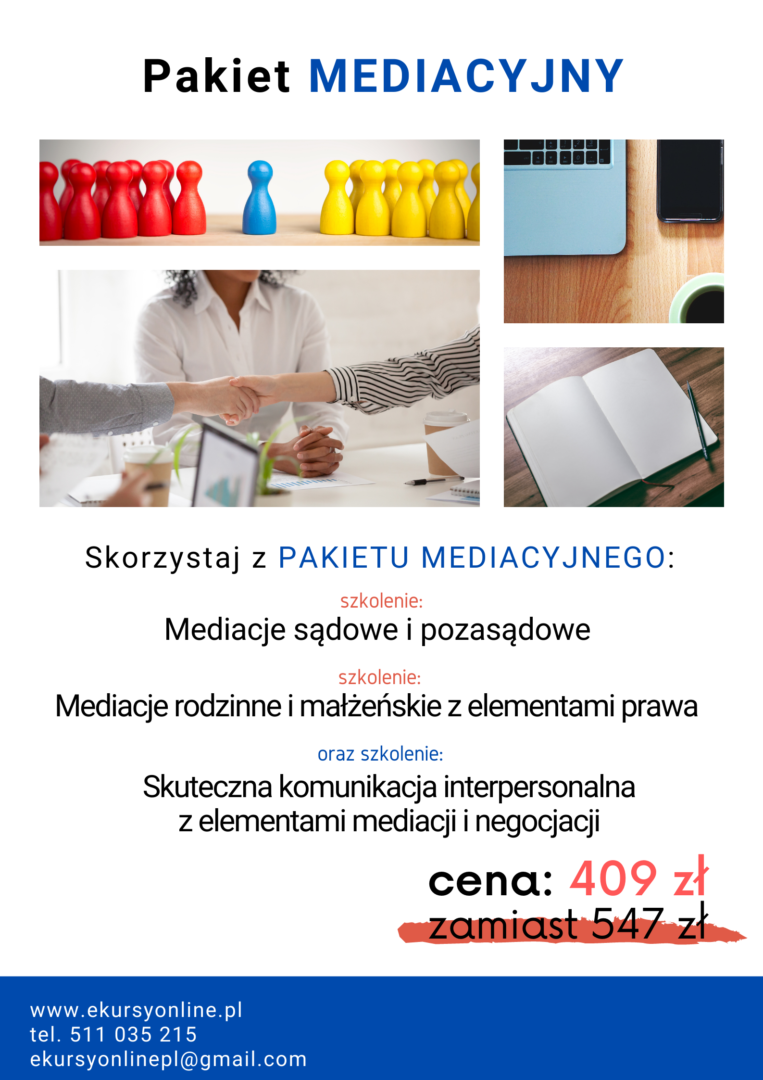 Pakiet MEDIACYJNY
Skorzystaj z PAKIETU MEDIACYJNEGO:
szkolenie:
Mediacje sądowe i pozasądowe
szkolenie:
Mediacje rodzinne i małżeńskie z elementami prawa
oraz szkolenie:
Skuteczna komunikacja interpersonalna
z elementami mediacji i negocjacji
cena: 409 zł
zamiast 547 zł
www.ekursyonline.pl
tel. 511 035 215
ekursyonlinepl@gmail.com